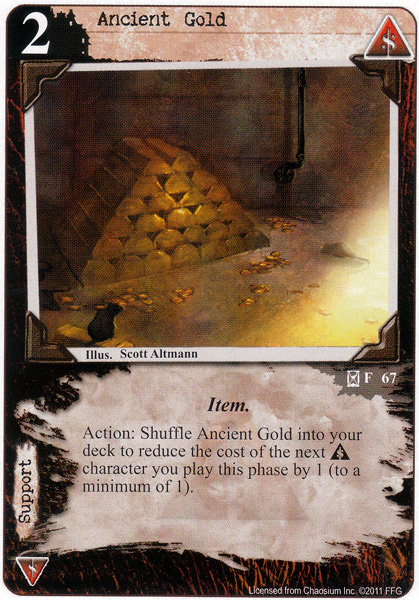 2
Ancient Gold
Illus. Scott Altmann
F 67
Item.
Action: Shuffle Ancient Gold into your
deck to reduce the cost of the next
character you play this phase by 1 (to a
minimum of 1).
Support
Licensed from Chaosium Inc. ©2011 FFG